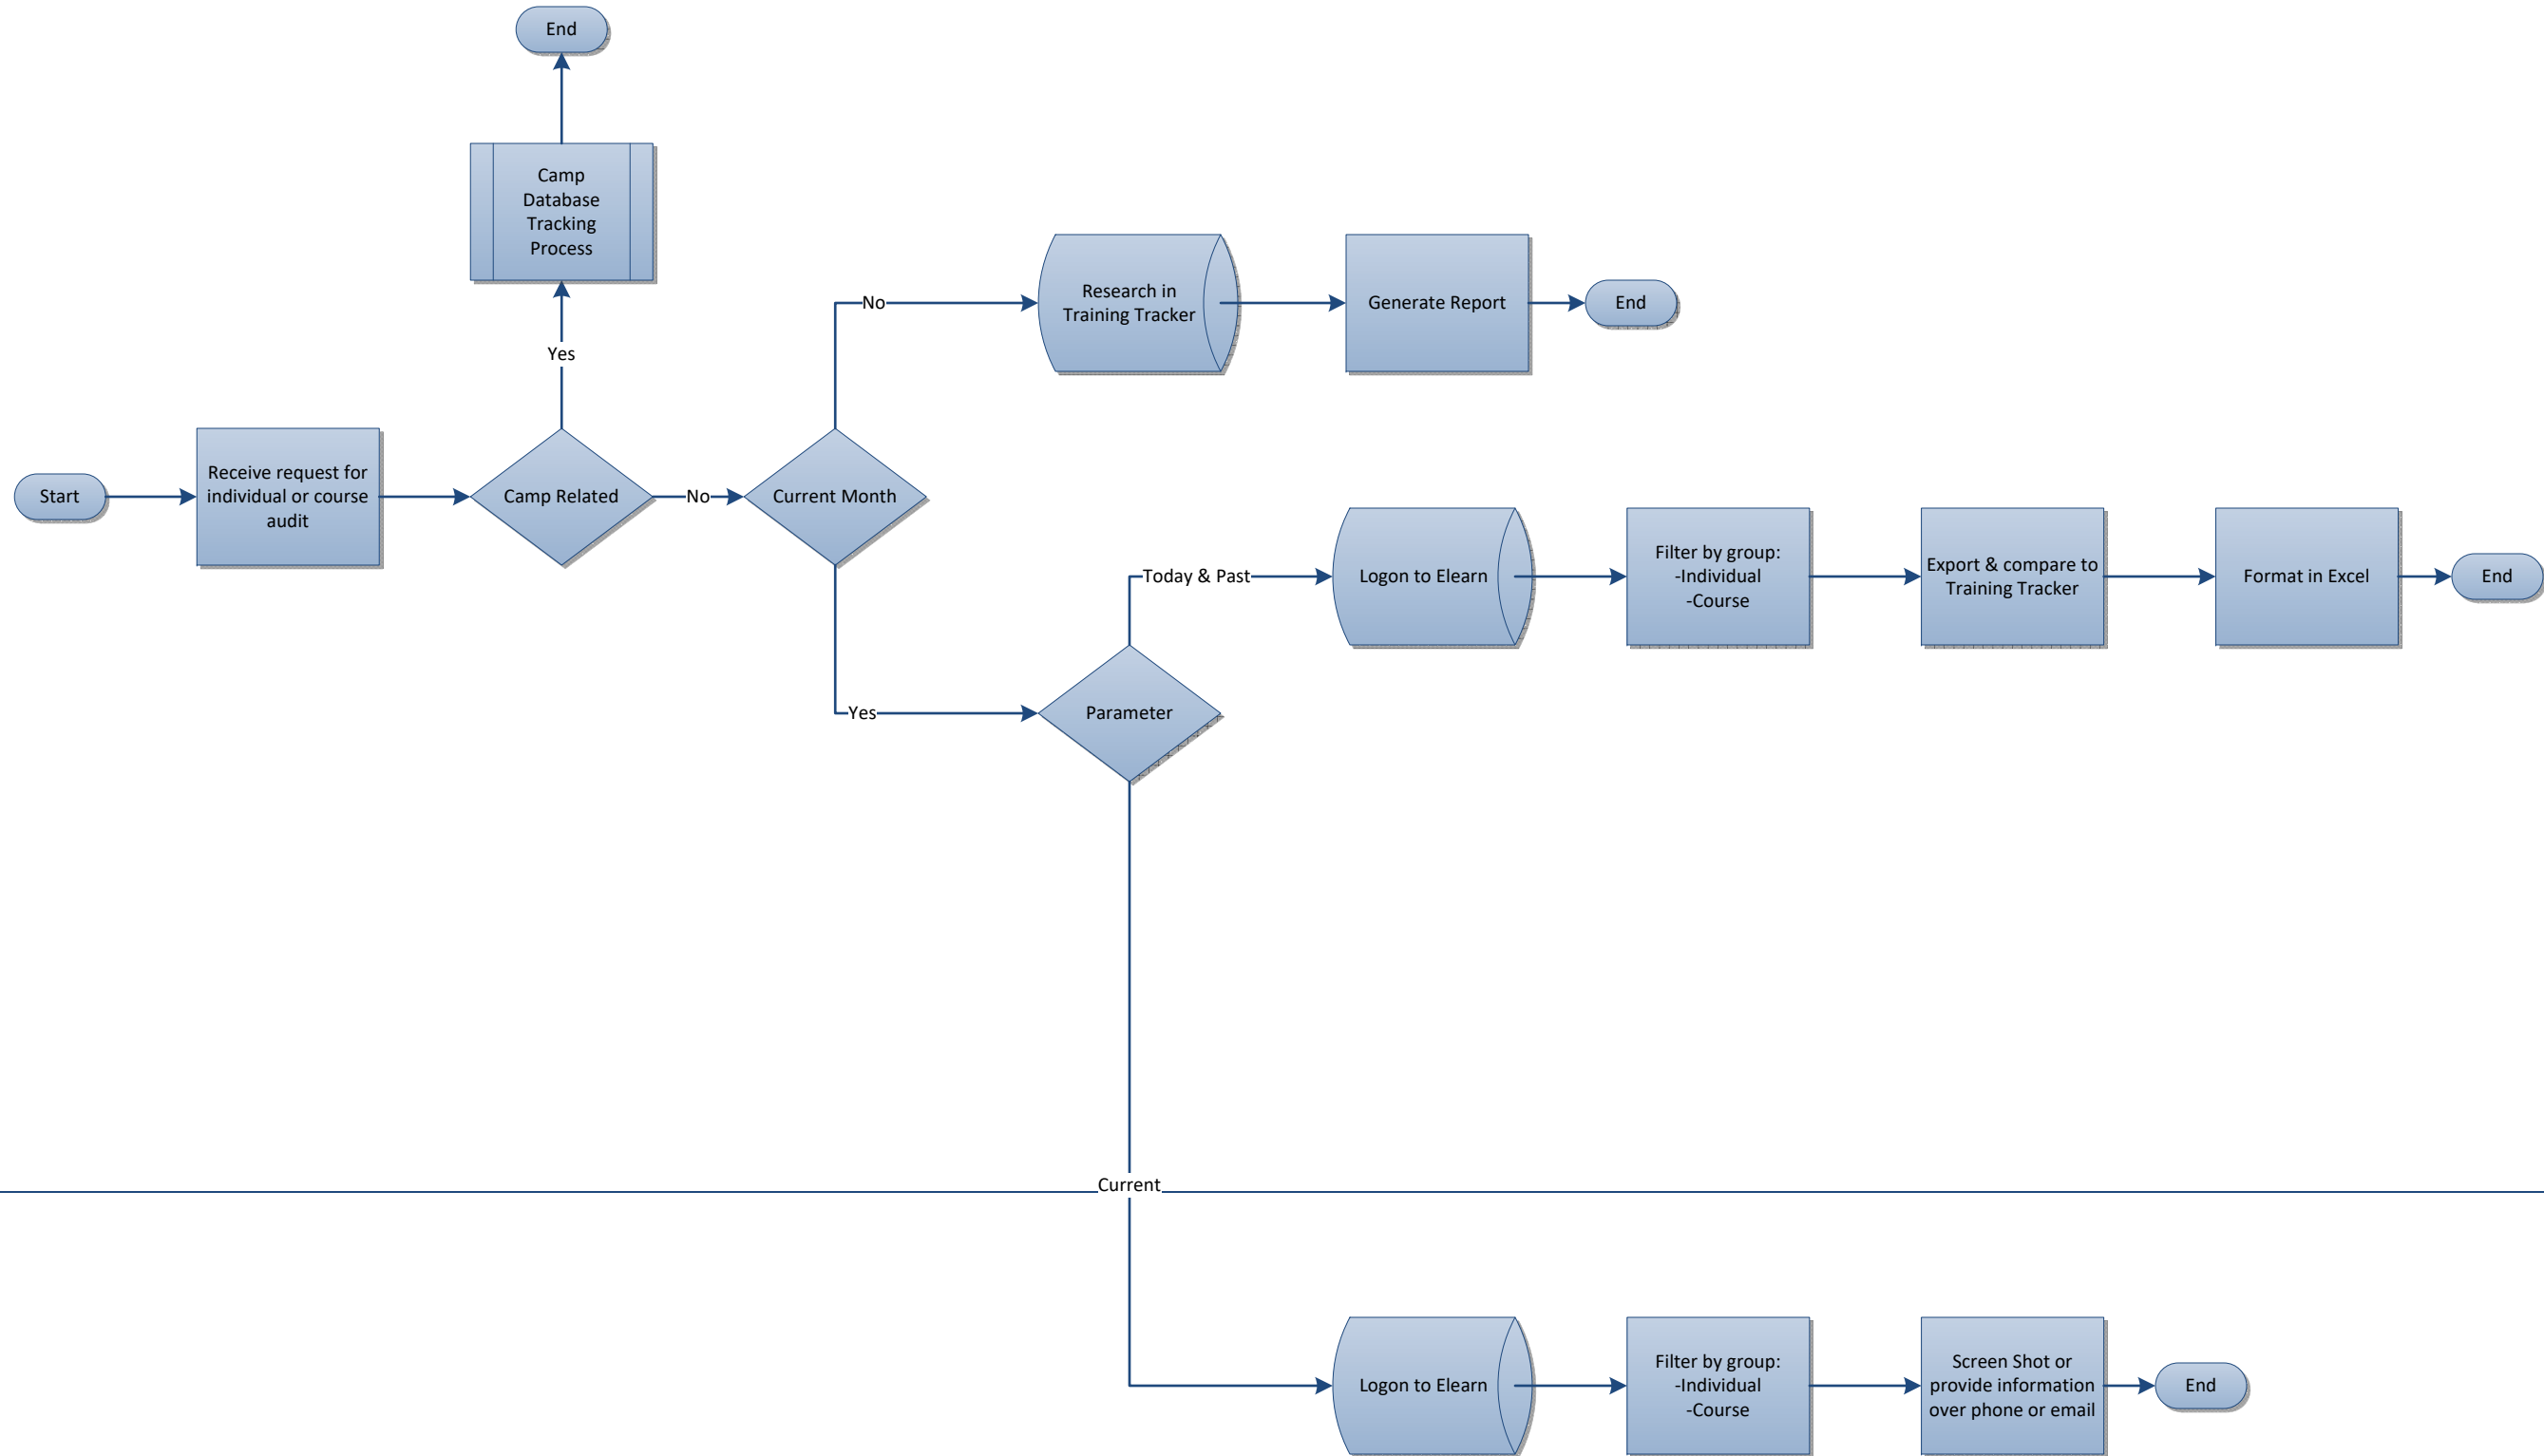 End
Camp
Database
Tracking
Process
Yes
No
Research in
Training Tracker
Generate Report
End
Start
Receive request for
individual or course
audit
Camp Related
No
Current Month
Today & Past
Logon to Elearn
Filter by group:
-Individual
-Course
Export & compare to
Training Tracker
Format in Excel
End
Yes
Parameter
Current
Logon to Elearn
Filter by group:
-Individual
-Course
Screen Shot or
provide information
over phone or email
End